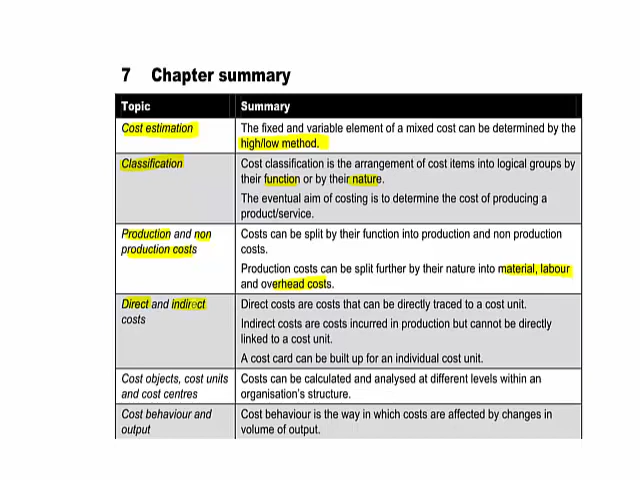 7 Chapter summary
Topic Summary
Cost estimation The fixed and variable element of a mixed cost can be determined by the
high/low method.
Classification Cost classification is the arrangement of cost items into logical groups by
their function or by their nature.
The eventual aim of costing is to determine the cost of producing a
product/service.
Production and non Costs can be split by their function into production and non production
production costs costs.
Production costs can be split further by their nature into material, labour
and overhead costs.
Direct and indirect Direct costs are costs that can be directly traced to a cost unit.
costs Indirect costs are costs incurred in production but cannot be directly
linked to a cost unit.
A cost card can be built up for an individual cost unit.
Cost objects, cost units Costs can be calculated and analysed at different levels within an
and cost centres organisation's structure.
Cost behaviour and Cost behaviour is the way in which costs are affected by changes in
output volume of output.